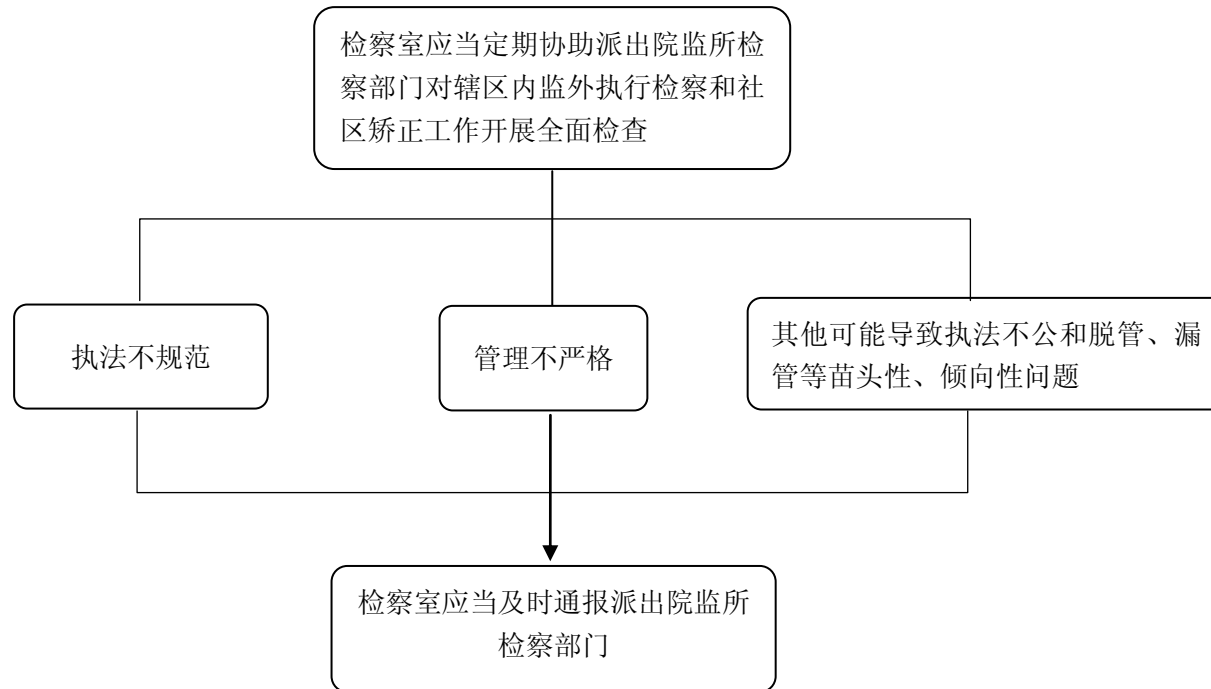 检察室应当定期协助派出院监所检
察部门对辖区内监外执行检察和社
区矫正工作开展全面检查
执法不规范
管理不严格
其他可能导致执法不公和脱管、漏
管等苗头性、倾向性问题
检察室应当及时通报派出院监所
检察部门